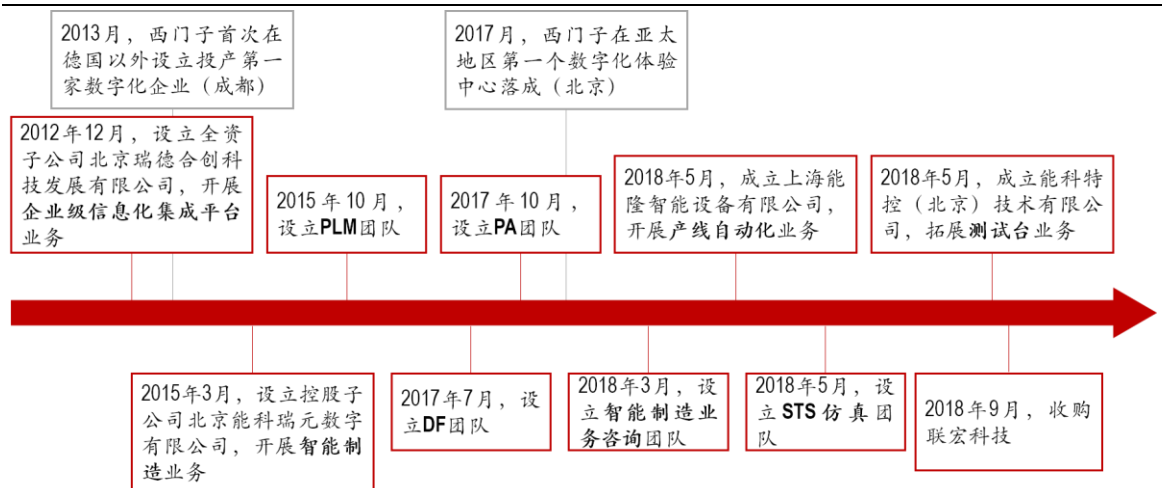 2013月，西门子首次在
德国以外设立投产第一
家数字化企业（成都）
2017月，西门子在亚太
地区第一个数字化体验
中心落成（北京）
2012年12月，设立全资
子公司北京瑞德合创科
技发展有限公司，开展
企业级信息化集成平台
业务
2015年10月，
设立PLM团队
2017年10月，
设立PA团队
2018年5月，成立上海能
隆智能设备有限公司，
开展产线自动化业务
2018年5月，成立能科特
控（北京）技术有限公
司，拓展测试台业务
2015年3月，设立控股子
公司北京能科瑞元数字
有限公司，开展智能制
造业务
2017年7月，设
立DF团队
2018年3月，设
立智能制造业
务咨询团队
2018年5月，设
立STS仿真团
队
2018年9月，收购
联宏科技